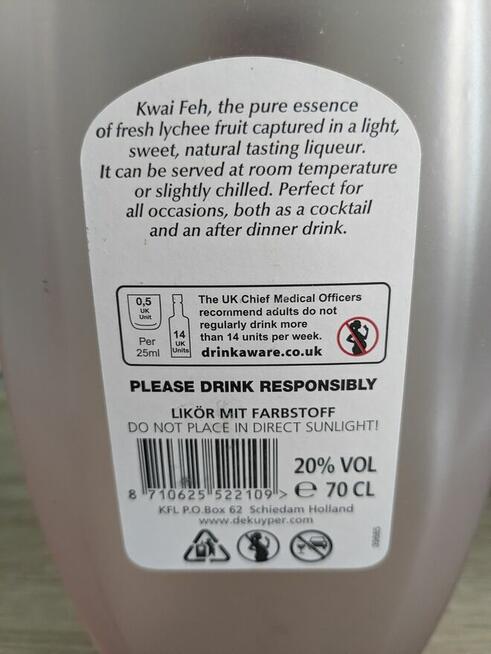 Kwai Feh, the pure essence
of fresh lychee fruit captured in a light,
sweet, natural tasting liqueur.
It can be served at room temperature
or slightly chilled. Perfect for
all occasions, both as a cocktail
and an after dinner drink.
0,5
UK
Unit
Per
25ml
14
UK
Units
The UK Chief Medical Officers
recommend adults do not
regularly drink more
than 14 units per week.
drinkaware.co.uk
PLEASE DRINK RESPONSIBLY
LIKÖR MIT FARBSTOFF
DO NOT PLACE IN DIRECT SUNLIGHT!
20% VOL
8 710625 522109 >
e 70 CL
KFL P.O.Box 62 Schiedam Holland
www.dekuyper.com